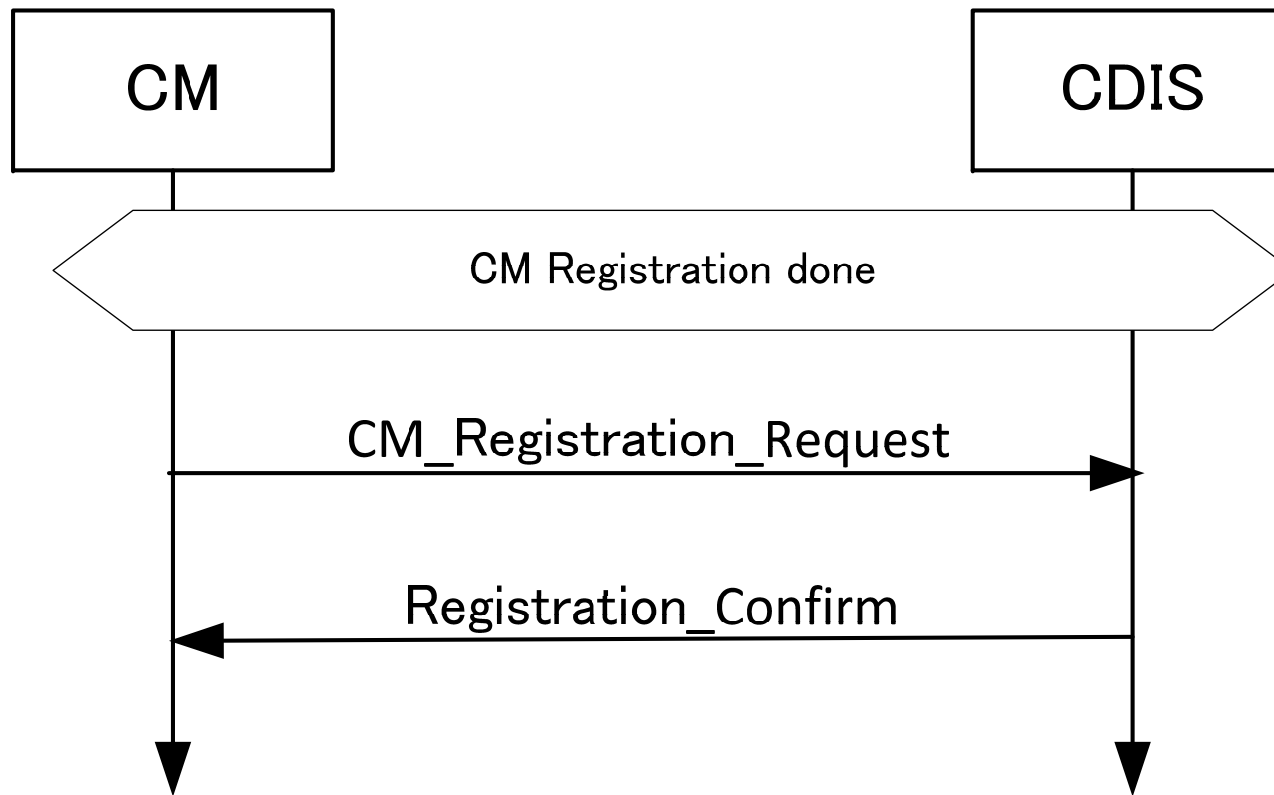 CM
CDIS
CM Registration done
CM_Registration_Request
Registration_Confirm